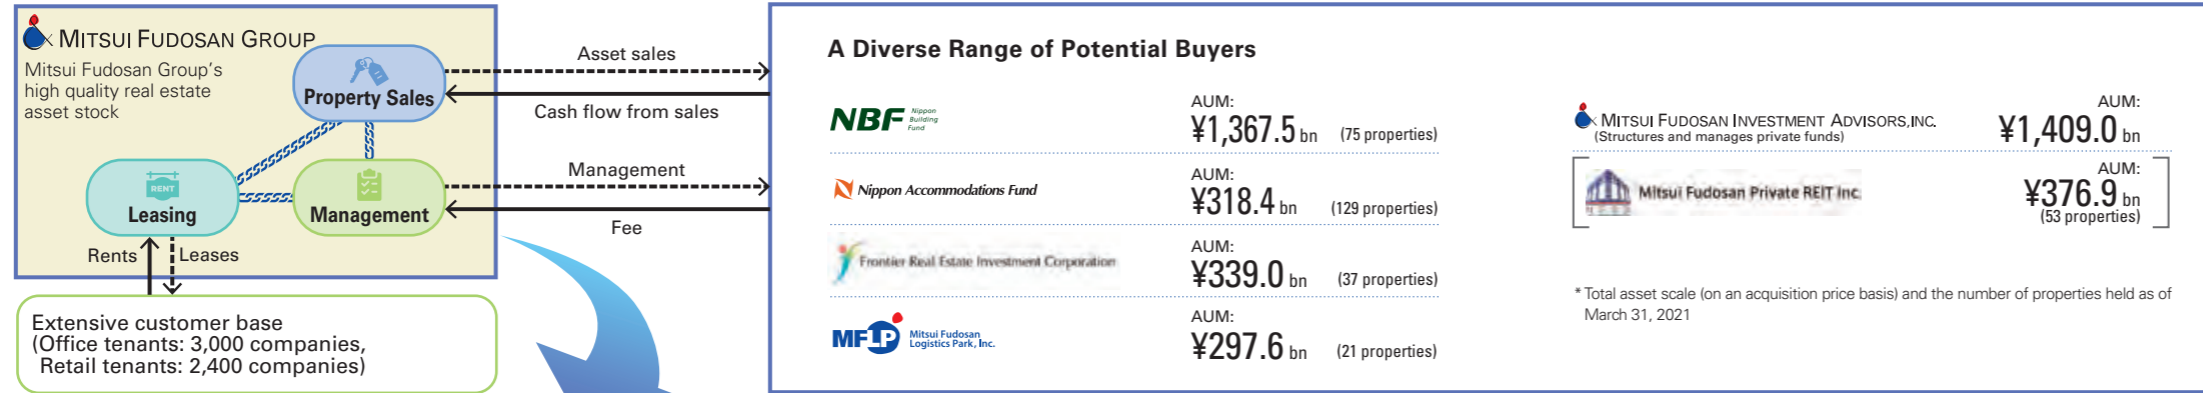 MITSUI FUDOSAN GROUP
Mitsui Fudosan Group's
high quality real estate
asset stock
Property Sales
RENT
Leasing
Management
Rents
Leases
Extensive customer base
(Office tenants: 3,000 companies,
Retail tenants: 2,400 companies)
Asset sales
Cash flow from sales
Management
Fee
A Diverse Range of Potential Buyers
NBF Nippon
Building
Fund
AUM:
¥1,367.5 bn (75 properties)
Nippon Accommodations Fund
AUM:
¥318.4 bn (129 properties)
Frontier Real Estate Investment Corporation
AUM:
¥339.0 bn (37 properties)
MFLP Mitsui Fudosan
Logistics Park, Inc.
AUM:
¥297.6 bn (21 properties)
MITSUI FUDOSAN INVESTMENT ADVISORS,INC.
(Structures and manages private funds)
AUM:
¥1,409.0 bn
Mitsui Fudosan Private REIT Inc.
AUM:
¥376.9 bn
(53 properties)
* Total asset scale (on an acquisition price basis) and the number of properties held as of
March 31, 2021